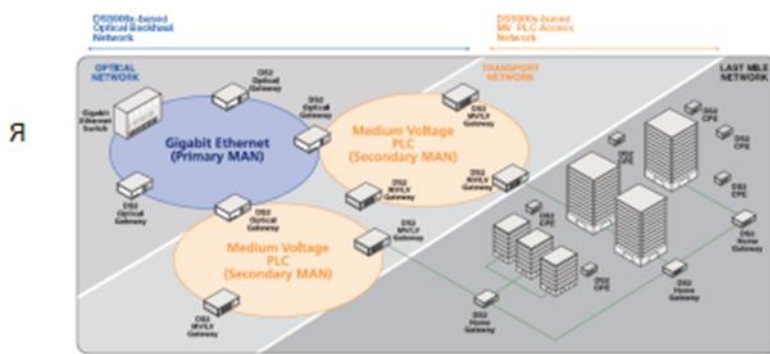 Optical Backhaul
Network
MV PLC Access
Network
OPTICAL
NETWORK
TRANSPORT
NETWORK
LAST MILE
NETWORK
Я
Gigabit
Ethernet
Switch
DS2
Optical
Gateway
DS2
Optical
Gateway
DS2
MV/LV
Gateway
DS2
CPE
DS2
CPE
DS2
CPE
Gigabit Ethernet
(Primary MAN)
Medium Voltage
PLC
(Secondary MAN)
DS2
CPE
DS2
Optical
Gateway
DS2
Optical
Gateway
DS2
MV/LV
Gateway
DS2
MV/LV
Gateway
DS2
CPE
DS2
MV/LV
Gateway
DS2
Home
Gateway
Medium Voltage
PLC
(Secondary MAN)
DS2
CPE
DS2
Home
Gateway
DS2
MV/LV
Gateway
DS2
Home
Gateway